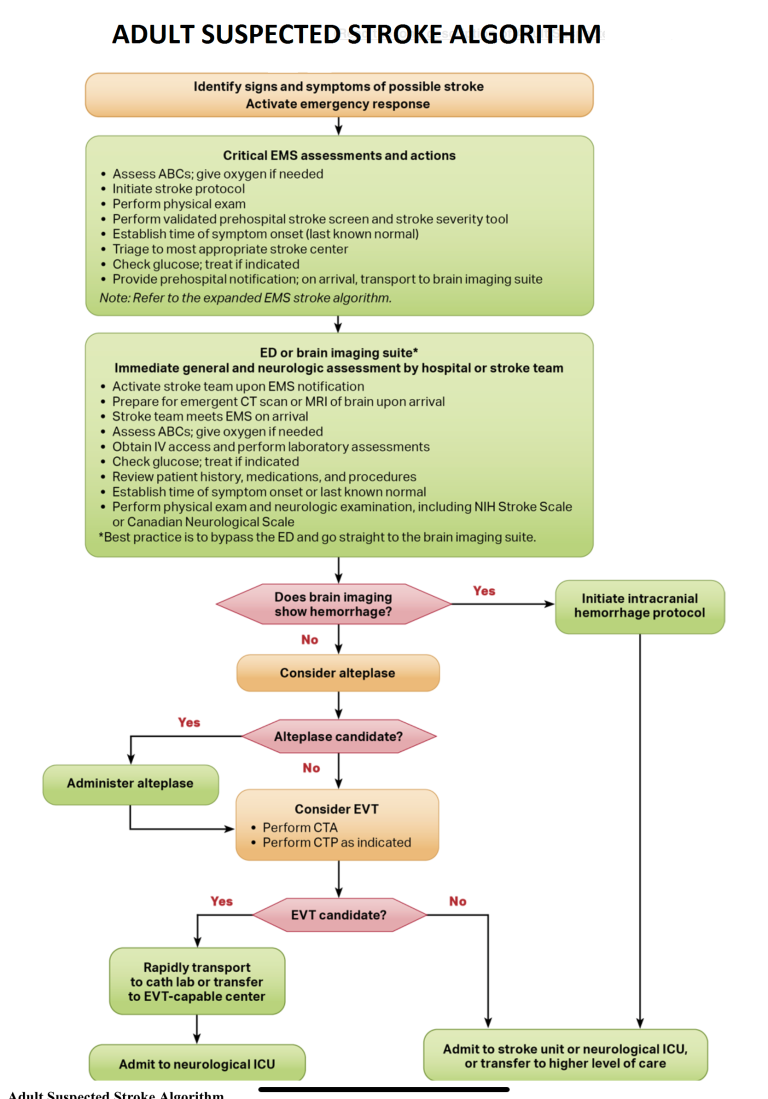 ADULT SUSPECTED STROKE ALGORITHM
Identify signs and symptoms of possible stroke
Activate emergency response
Critical EMS assessments and actions
• Assess ABCs; give oxygen if needed
• Initiate stroke protocol
• Perform physical exam
• Perform validated prehospital stroke screen and stroke severity tool
• Establish time of symptom onset (last known normal)
• Triage to most appropriate stroke center
• Check glucose; treat if indicated
• Provide prehospital notification; on arrival, transport to brain imaging suite
Note: Refer to the expanded EMS stroke algorithm.
ED or brain imaging suite*
Immediate general and neurologic assessment by hospital or stroke team
• Activate stroke team upon EMS notification
• Prepare for emergent CT scan or MRI of brain upon arrival
• Stroke team meets EMS on arrival
• Assess ABCs; give oxygen if needed
• Obtain IV access and perform laboratory assessments
• Check glucose; treat if indicated
• Review patient history, medications, and procedures
• Establish time of symptom onset or last known normal
• Perform physical exam and neurologic examination, including NIH Stroke Scale
or Canadian Neurological Scale
*Best practice is to bypass the ED and go straight to the brain imaging suite.
Does brain imaging
show hemorrhage?
Yes
Initiate intracranial
hemorrhage protocol
No
Consider alteplase
Alteplase candidate?
Yes
Administer alteplase
No
Consider EVT
• Perform CTA
• Perform CTP as indicated
EVT candidate?
Yes
No
Rapidly transport
to cath lab or transfer
to EVT-capable center
Admit to neurological ICU
Admit to stroke unit or neurological ICU,
or transfer to higher level of care
Adult Suspected Stroke Algorithm